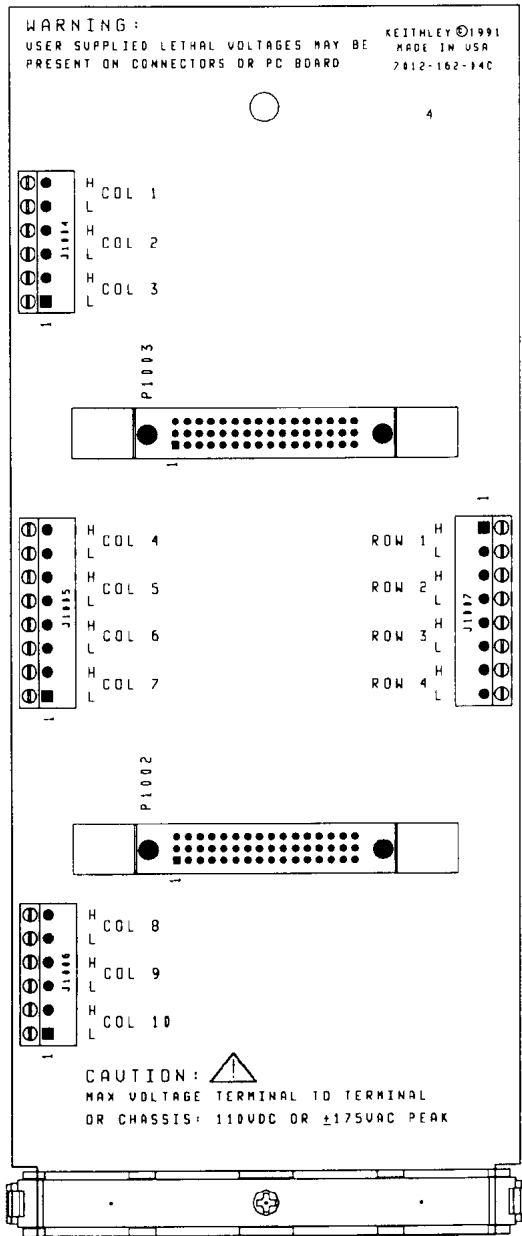 WARNING:
USER SUPPLIED LETHAL VOLTAGES MAY BE
PRESENT ON CONNECTORS OR PC BOARD
KEITHLEY ©1991
MADE IN USA
7012-162-04C
4
H
COL 1
L
H
COL 2
L
H
COL 3
L
J1004
1
P1003
1
H
COL 4
L
H
COL 5
L
H
COL 6
L
H
COL 7
L
J1005
1
1
H
ROW 1
L
H
ROW 2
L
H
ROW 3
L
H
ROW 4
L
J1007
P1002
1
H
COL 8
L
H
COL 9
L
H
COL 10
L
J1006
1
CAUTION: !
MAX VOLTAGE TERMINAL TO TERMINAL
OR CHASSIS: 110VDC OR ±175VAC PEAK